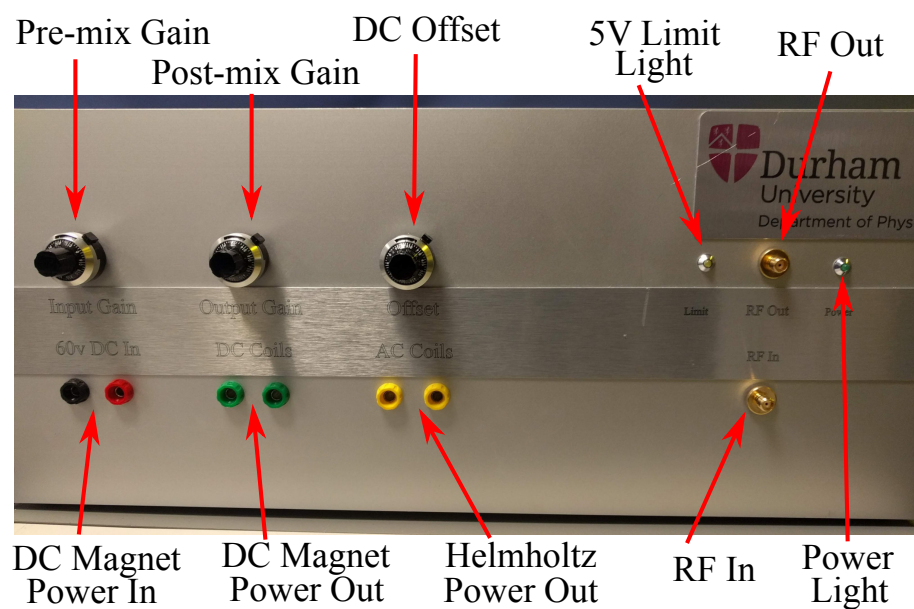 Pre-mix Gain
Post-mix Gain
DC Offset
5V Limit
Light
RF Out
Durham
University
Department of Phys
Input Gain
Output Gain
Offset
Limit
RF Out
Power
60v DC In
DC Coils
AC Coils
RF In
DC Magnet
Power In
DC Magnet
Power Out
Helmholtz
Power Out
RF In
Power
Light